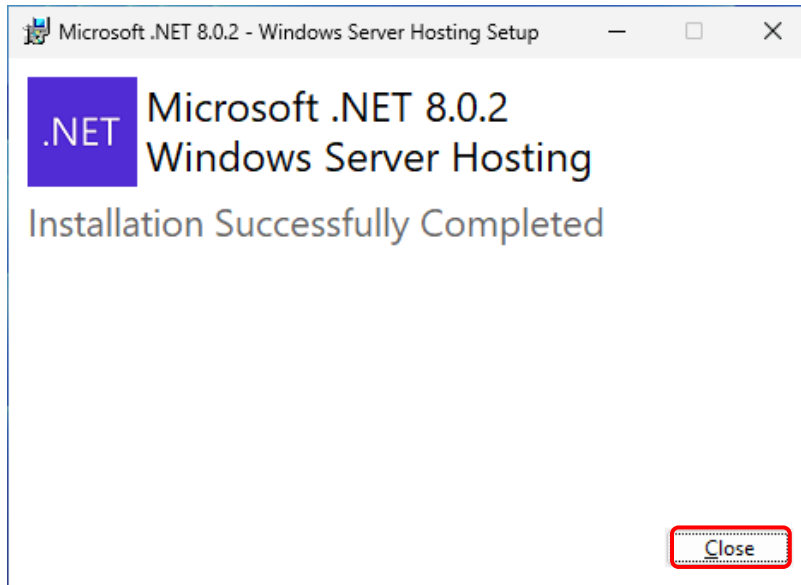 Microsoft .NET 8.0.2 - Windows Server Hosting Setup
.NET
Microsoft .NET 8.0.2
Windows Server Hosting
Installation Successfully Completed
Close